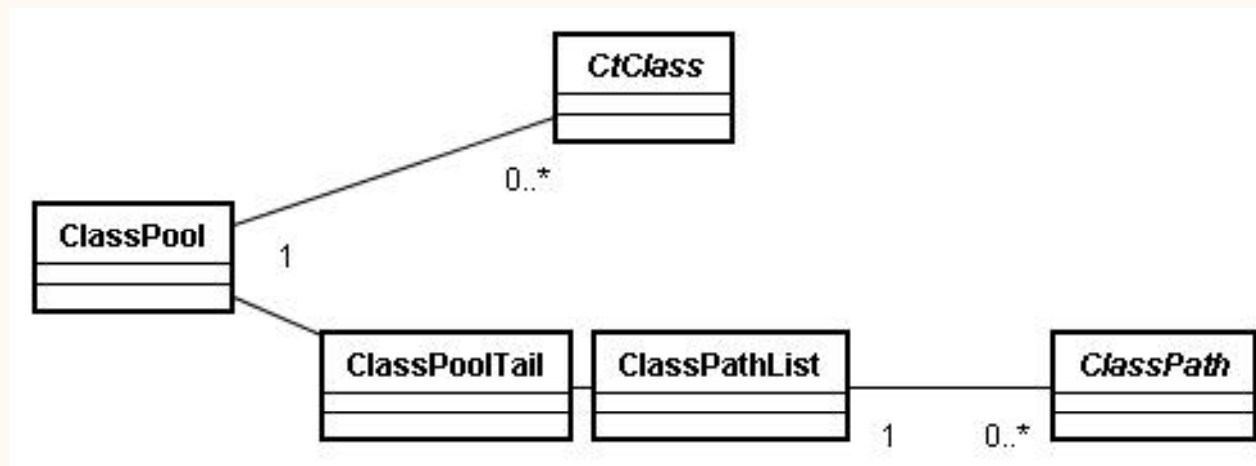 CtClass
0..*
ClassPool
1
ClassPoolTail
ClassPathList
ClassPath
1
0..*